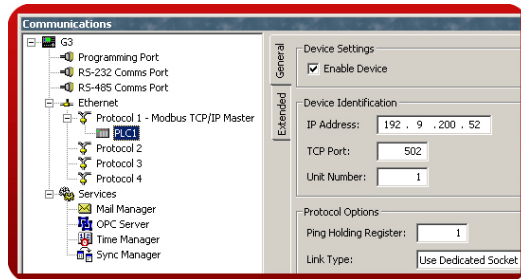 Communications
G3
Programming Port
RS-232 Comms Port
RS-485 Comms Port
Ethernet
Protocol 1 - Modbus TCP/IP Master
PLC1
Protocol 2
Protocol 3
Protocol 4
Services
Mail Manager
OPC Server
Time Manager
Sync Manager
General
Extended
Device Settings
Enable Device
Device Identification
IP Address: 192 . 9 .200 . 52
TCP Port: 502
Unit Number: 1
Protocol Options
Ping Holding Register: 1
Link Type: Use Dedicated Socket